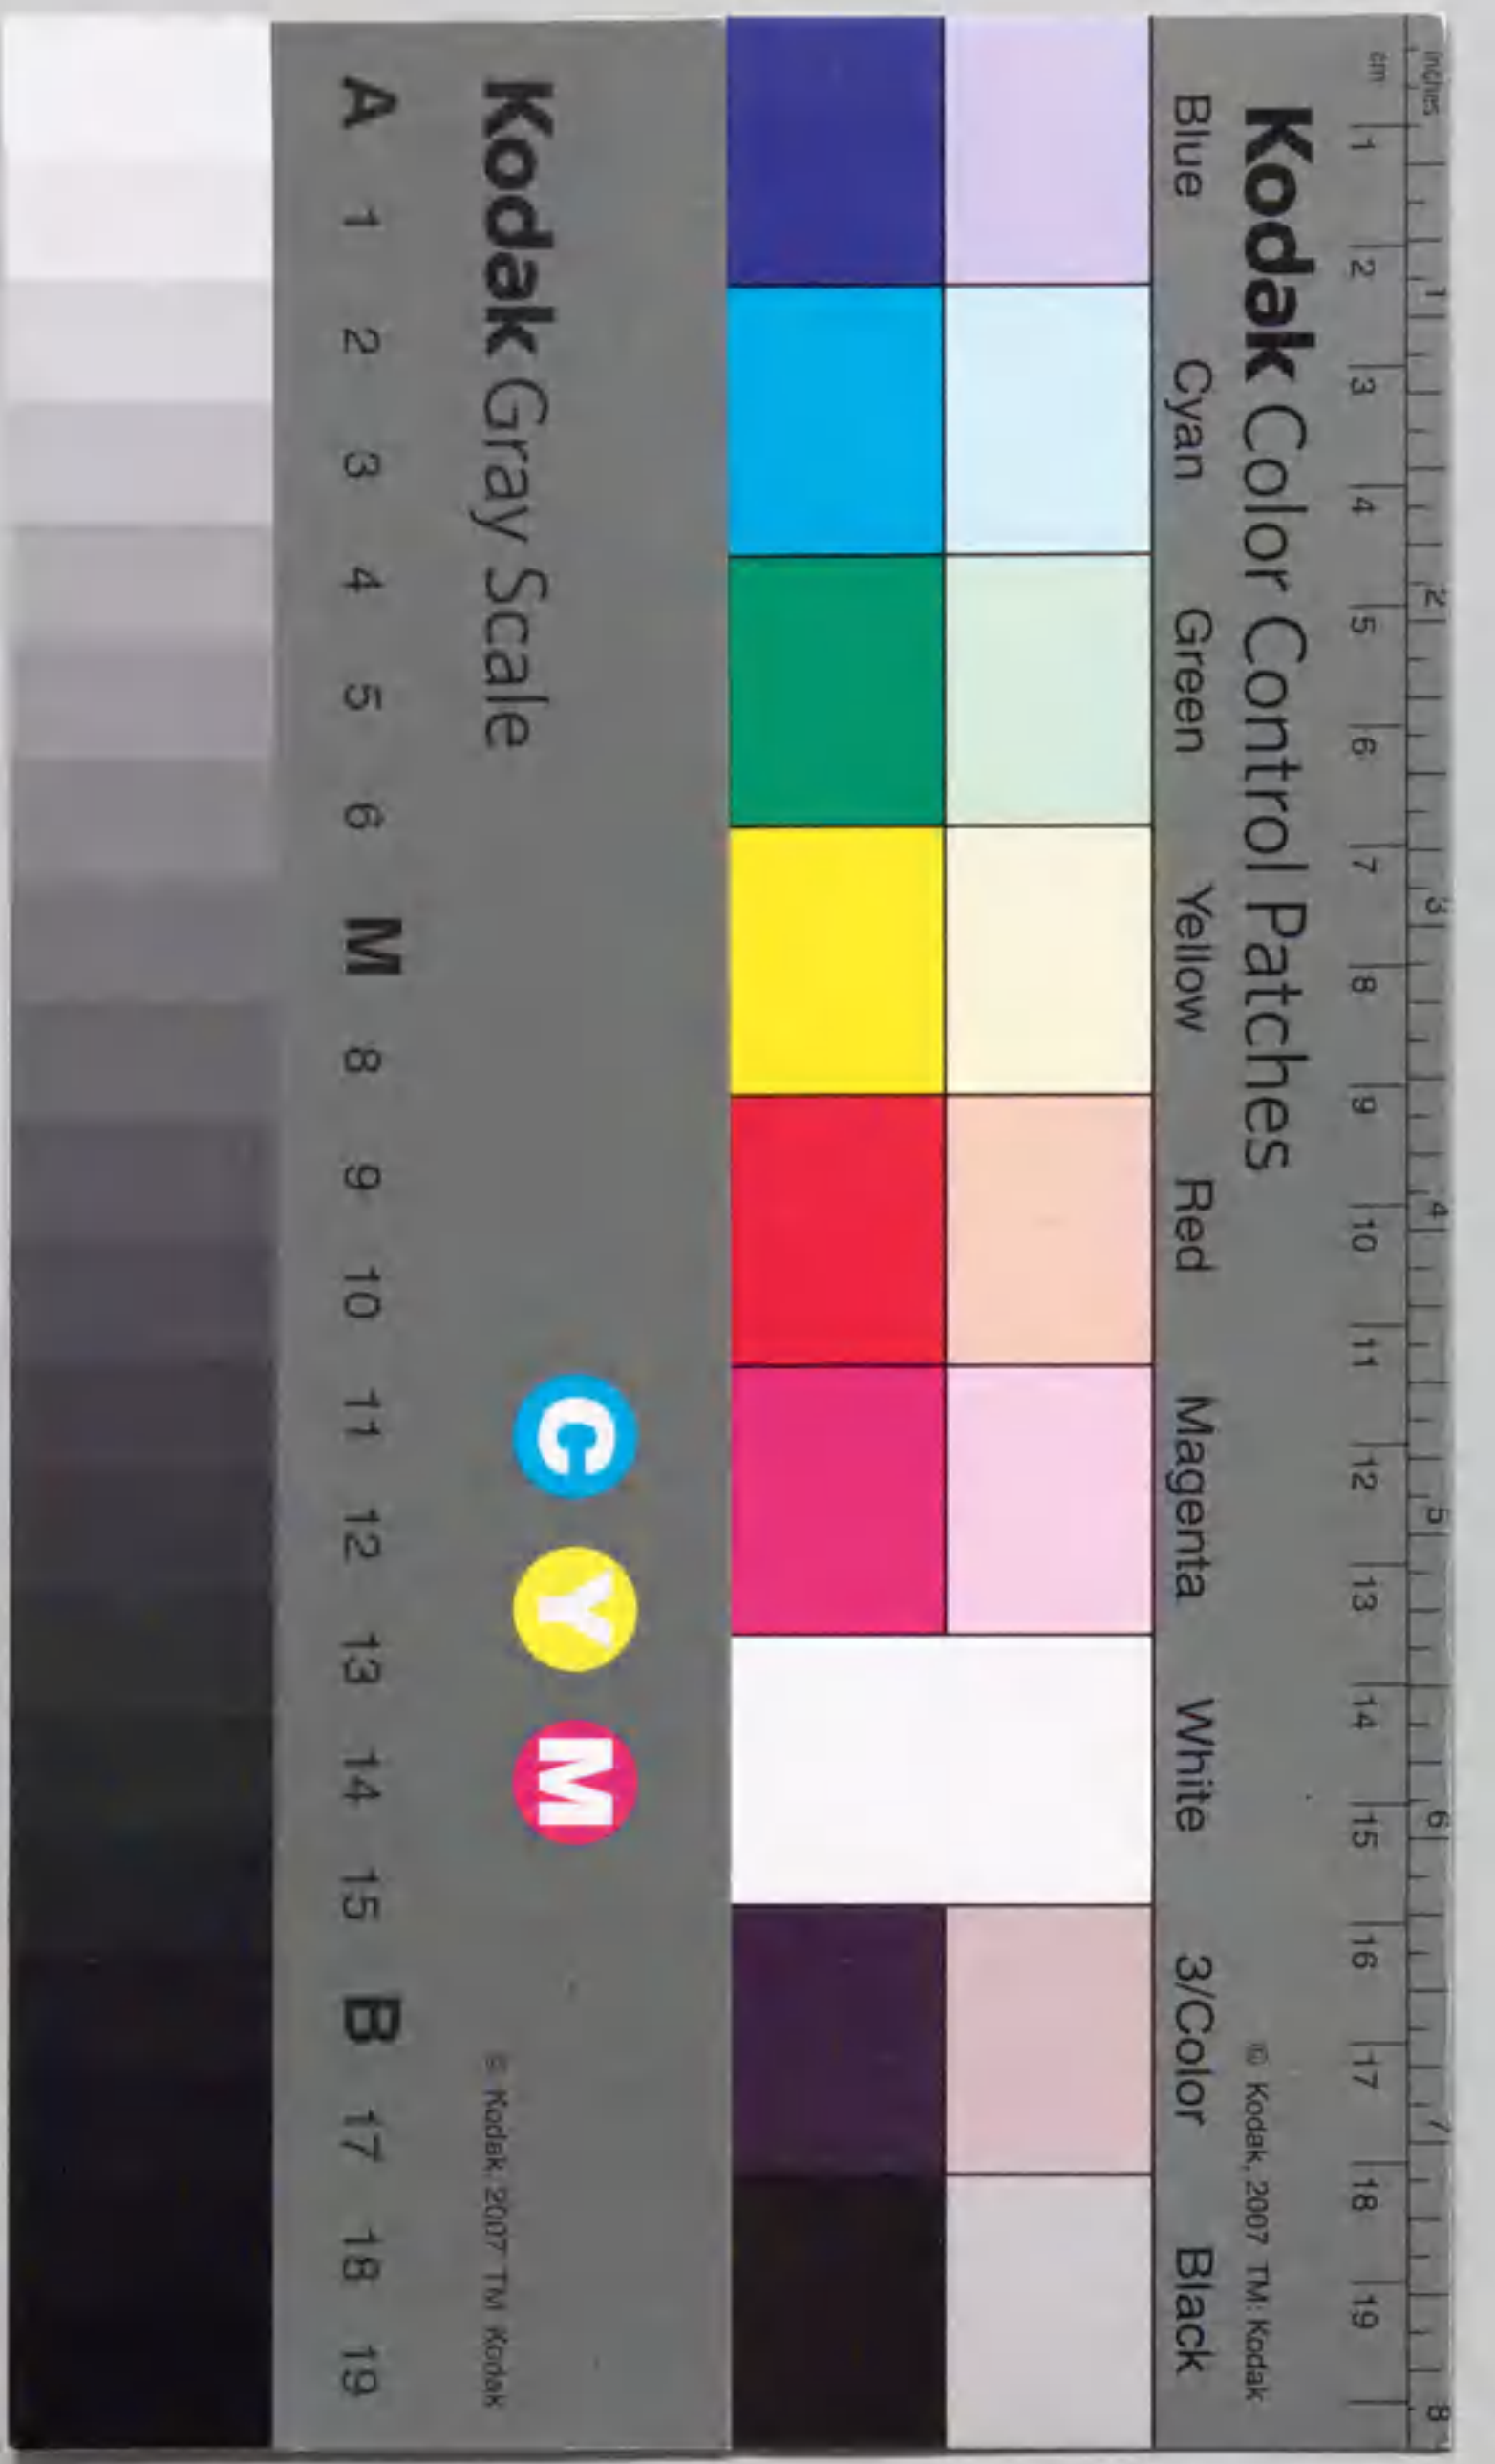 inches 1 2 3 4 5 6 7 8
cm 1 2 3 4 5 6 7 8 9 10 11 12 13 14 15 16 17 18 19
Kodak Color Control Patches © Kodak, 2007 TM: Kodak
Blue Cyan Green Yellow Red Magenta White 3/Color Black
C Y M
Kodak Gray Scale © Kodak, 2007 TM: Kodak
A 1 2 3 4 5 6 M 8 9 10 11 12 13 14 15 B 17 18 19